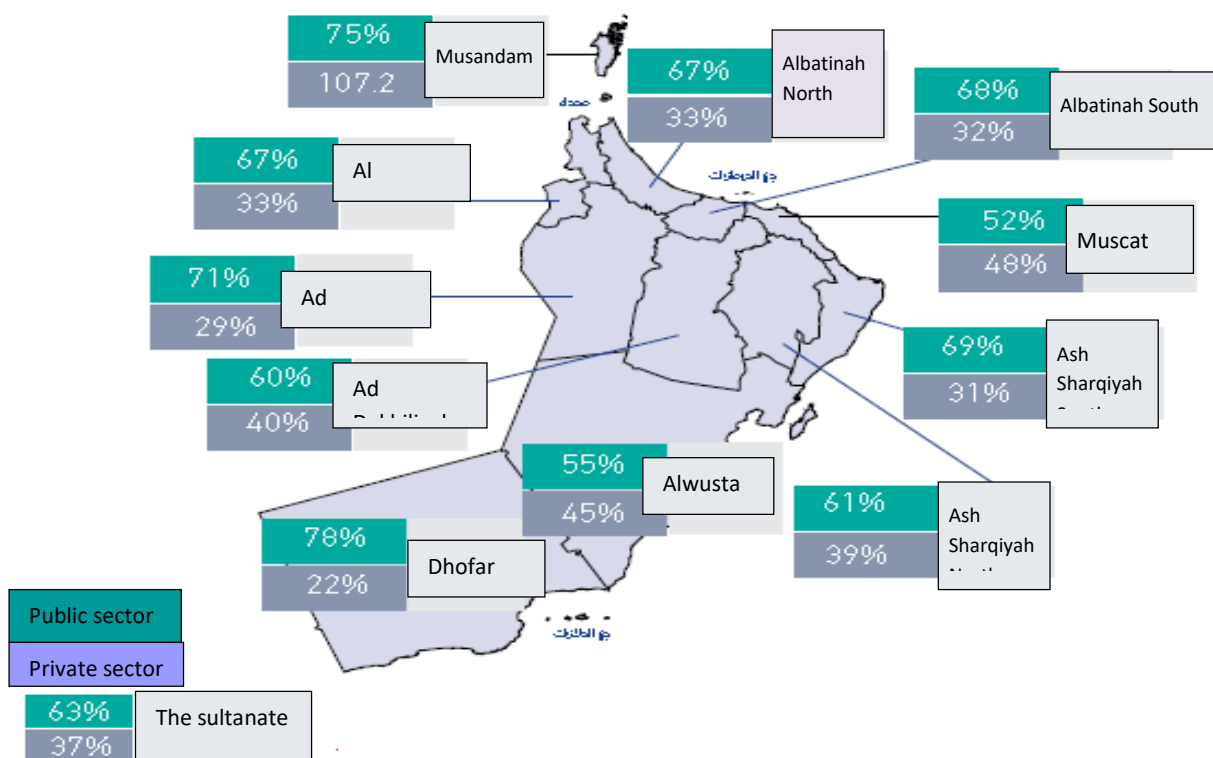 75%
Musandam
107.2
67%
Albatinah
North
33%
68%
Albatinah South
32%
67%
Al
33%
52%
Muscat
48%
71%
Ad
29%
60%
Ad
40%
69%
Ash
Sharqiyah
31%
55%
Alwusta
45%
61%
Ash
Sharqiyah
39%
78%
Dhofar
22%
Public sector
Private sector
63%
The sultanate
37%